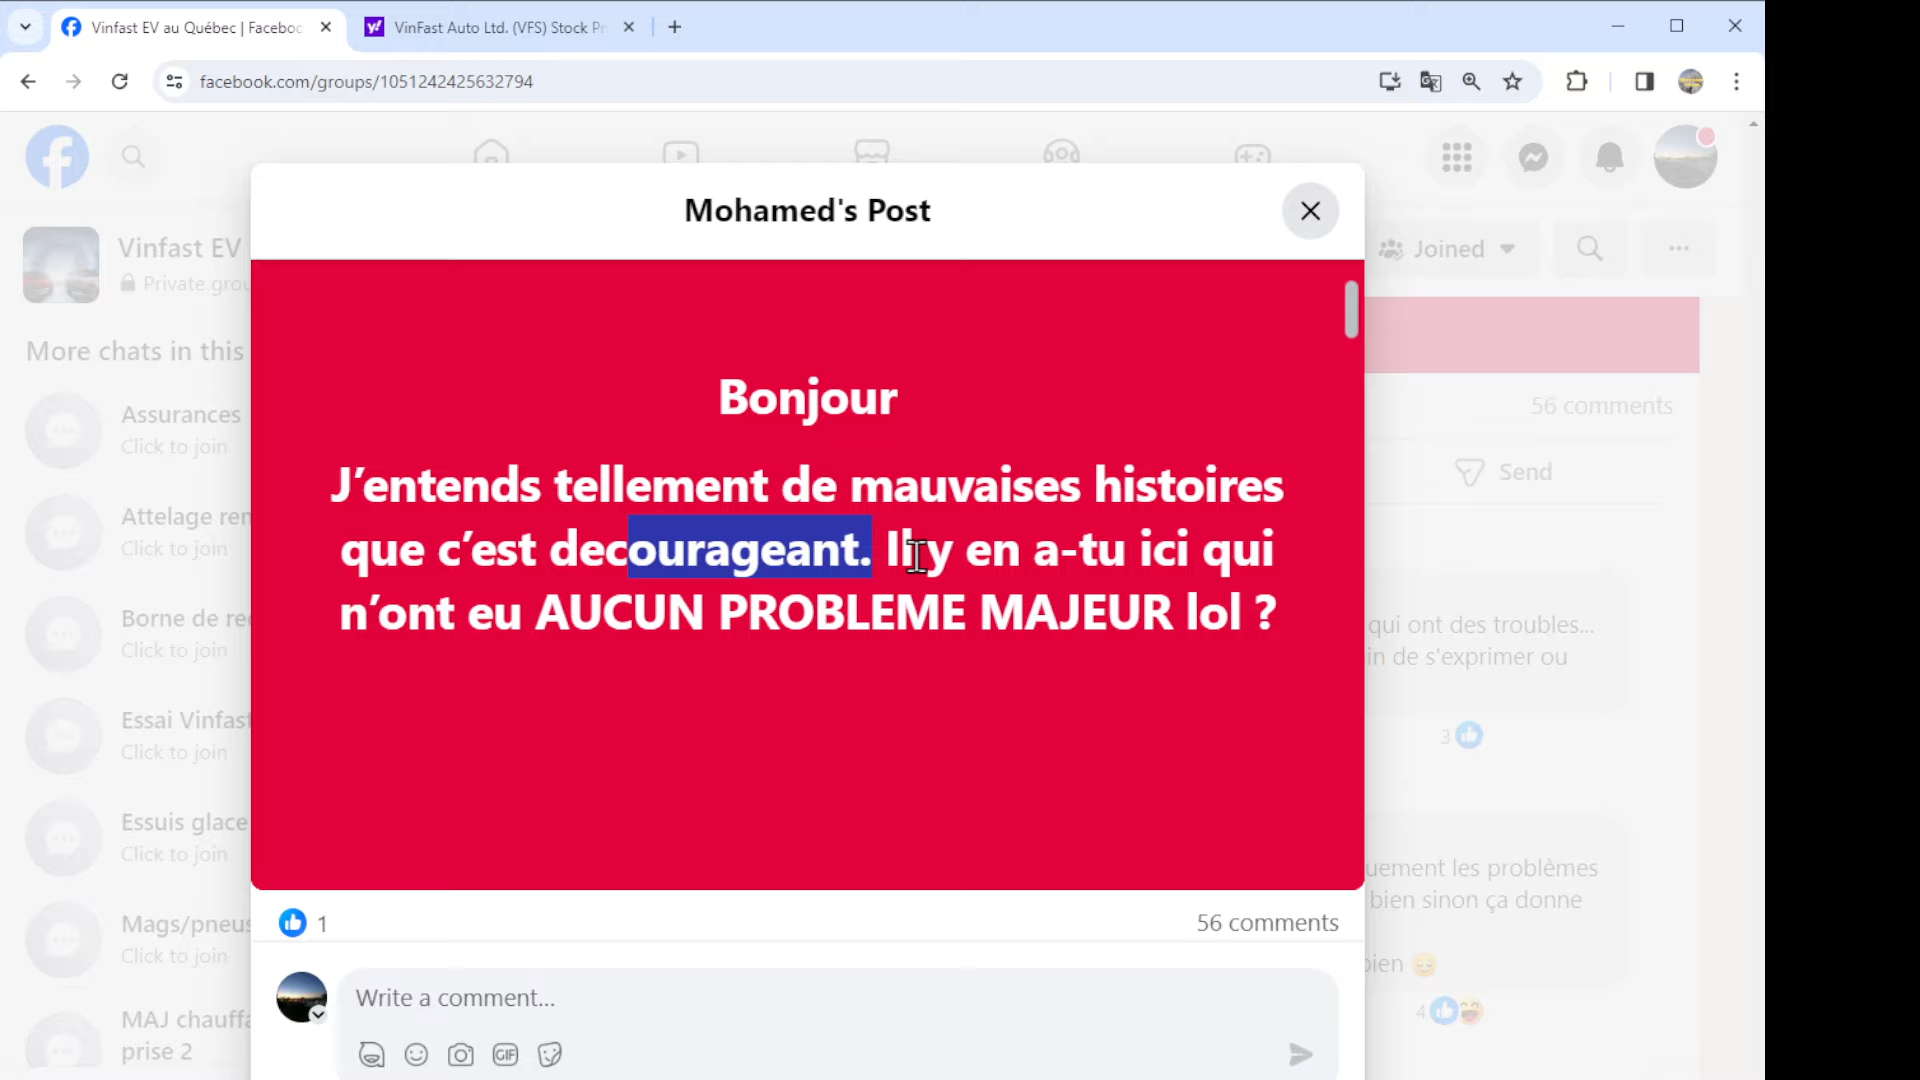 Vinfast EV au Québec | Faceboo
VinFast Auto Ltd. (VFS) Stock Pr
facebook.com/groups/1051242425632794
Vinfast EV
Private grou
Joined
More chats in this
Assurances
Click to join
Attelage rem
Click to join
Borne de rec
Click to join
Essai Vinfast
Click to join
Essuis glace
Click to join
Mags/pneus
Click to join
MAJ chauffa
prise 2
Mohamed's Post
Bonjour
J’entends tellement de mauvaises histoires
que c’est decourageant. Il y en a-tu ici qui
n’ont eu AUCUN PROBLEME MAJEUR lol ?
1
56 comments
Write a comment...
GIF
56 comments
Send
qui ont des troubles...
in de s'exprimer ou
3
uement les problèmes
bien sinon ça donne
bien
4